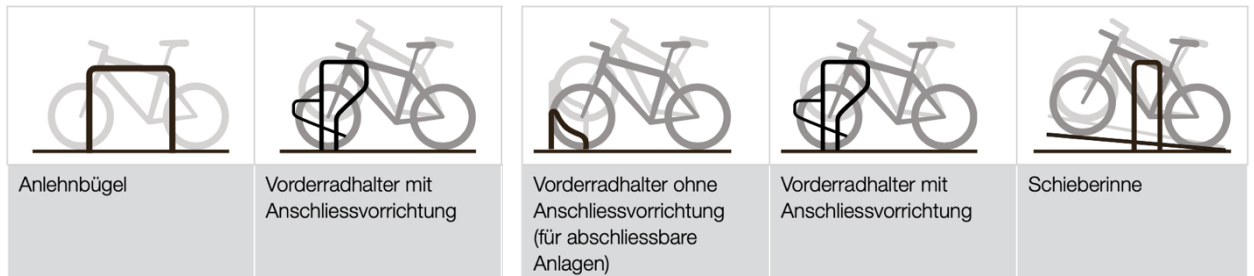 Anlehnbügel
Vorderradhalter mit
Anschliessvorrichtung
Vorderradhalter ohne
Anschliessvorrichtung
(für abschliessbare
Anlagen)
Vorderradhalter mit
Anschliessvorrichtung
Schieberinne